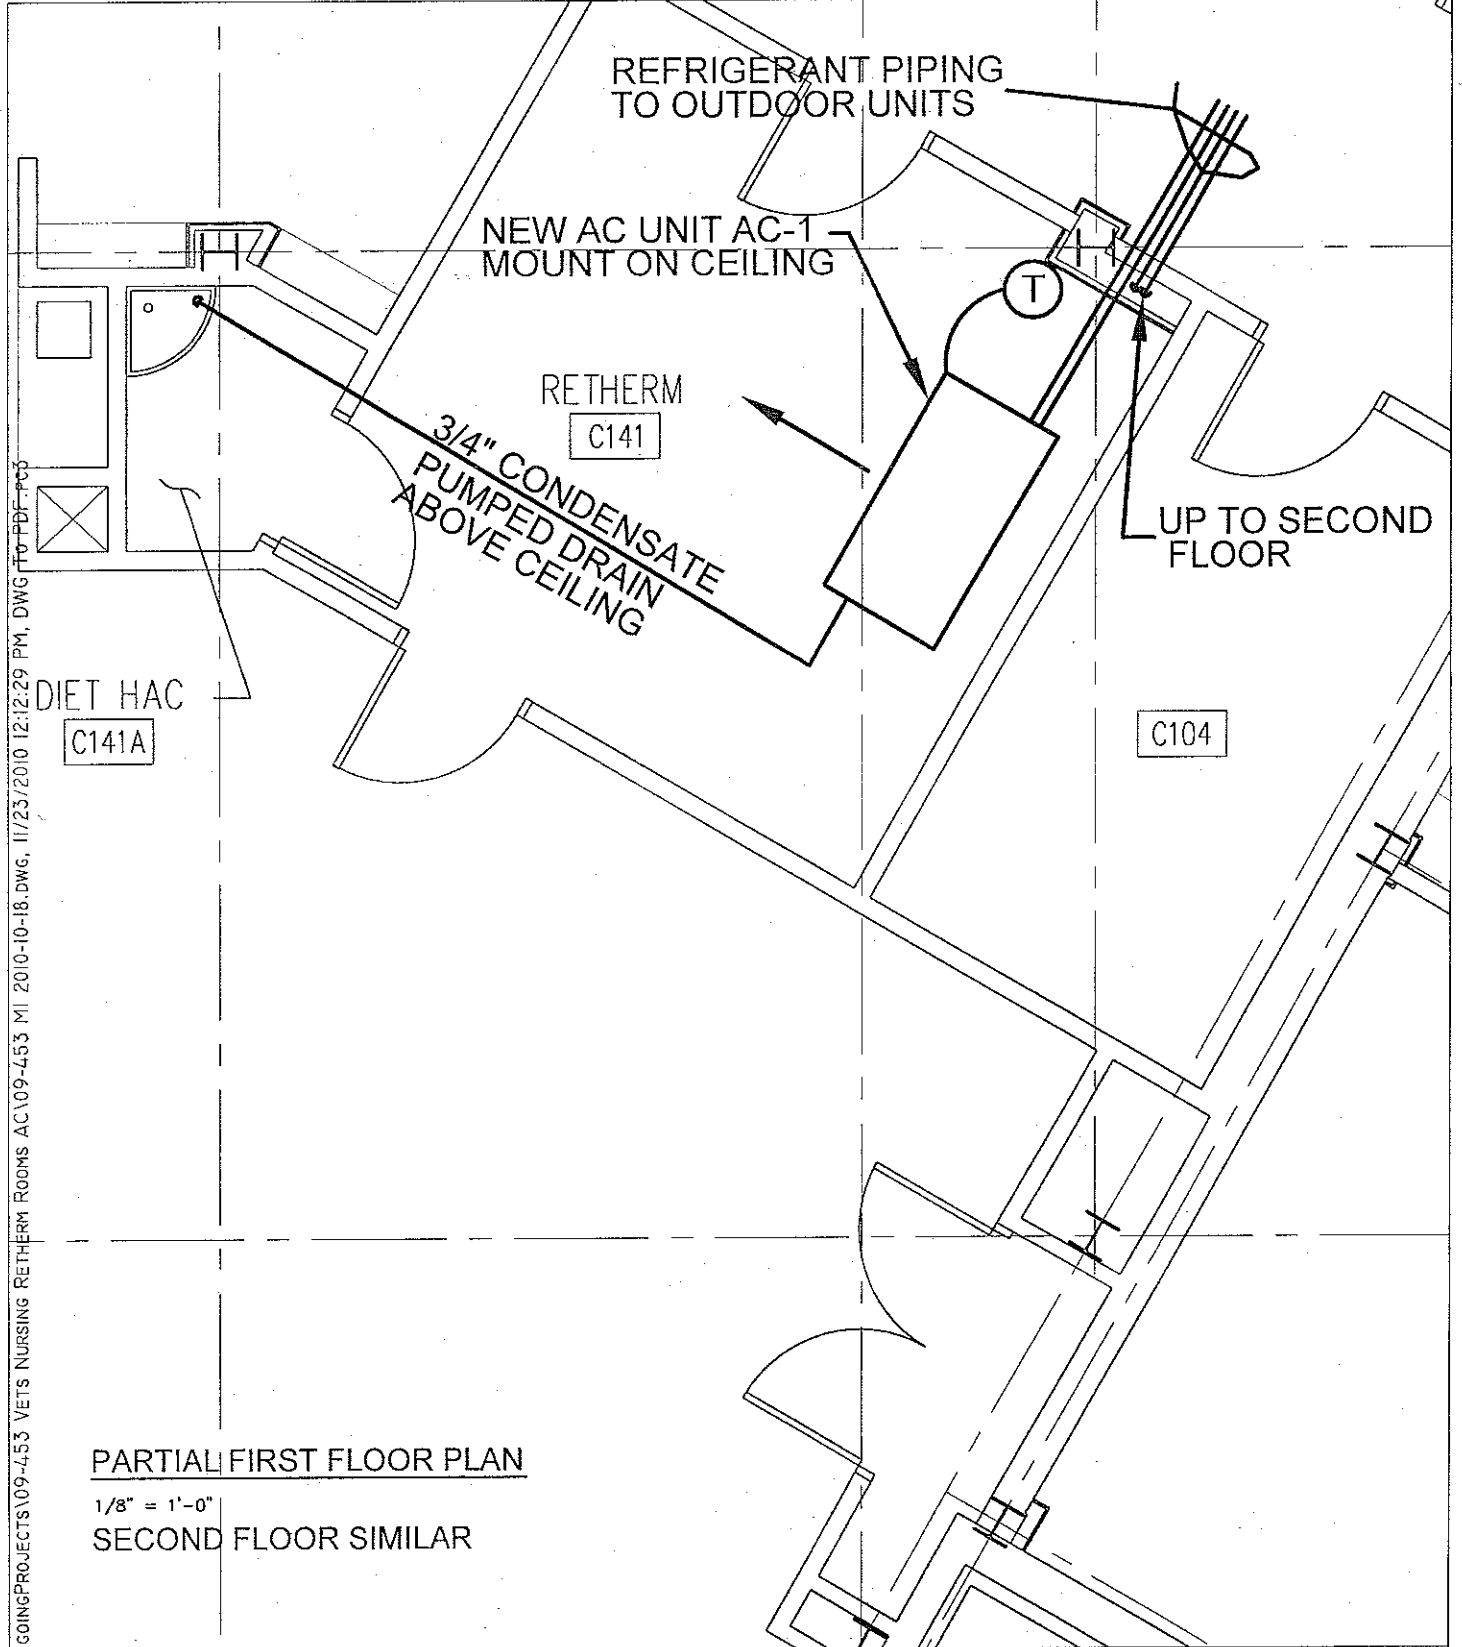 REFRIGERANT PIPING
TO OUTDOOR UNITS
NEW AC UNIT AC-1
MOUNT ON CEILING
T
RETHERM
C141
3/4" CONDENSATE
PUMPED DRAIN
ABOVE CEILING
UP TO SECOND
FLOOR
DIET HAC
C141A
C104
PARTIAL FIRST FLOOR PLAN
1/8" = 1'-0"
SECOND FLOOR SIMILAR
GOINGPROJECTS\09-453 VETS NURSING RETHERM ROOMS AC\09-453 M1 2010-10-18.DWG, 11/23/2010 12:12:29 PM, DWG To PDF.PC3